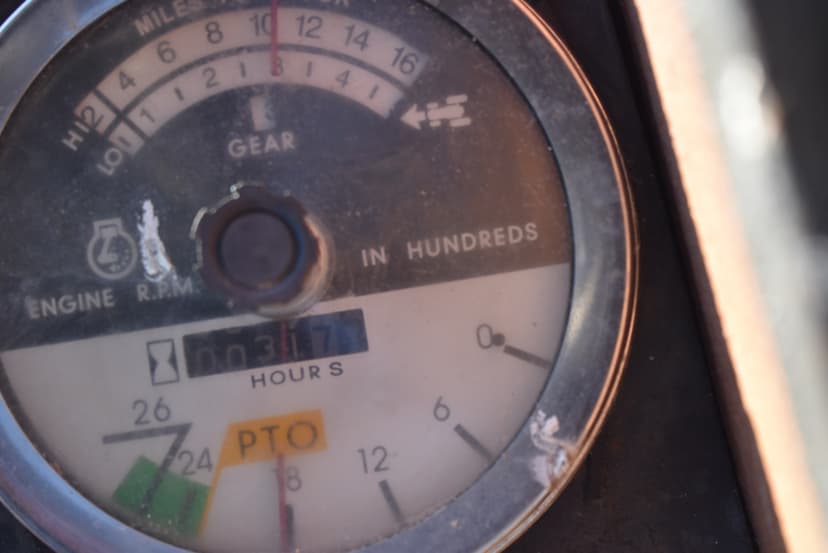 MILES
4 6 8 10 12 14 16
HI 2
1 2 3 4
LO
GEAR
IN HUNDREDS
ENGINE R.P.M.
HOURS
0
26
6
PTO
24
12
8